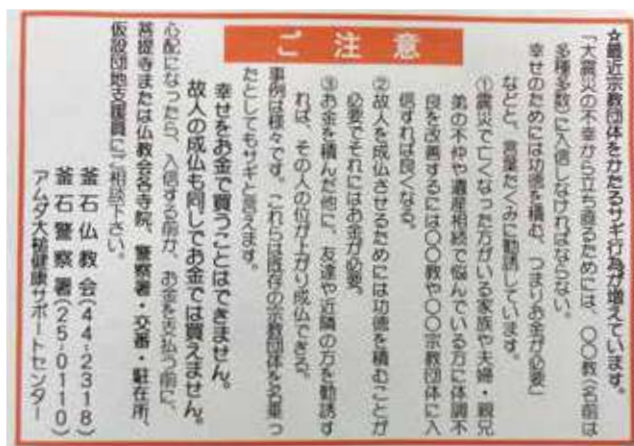 ご注意
☆最近宗教団体をかたるサギ行為が増えています。
「大震災の不幸から立ち直るためには、〇〇教(名前は
多種多数)に入信しなければならない。
幸せのためには功徳を積む、つまりお金が必要」
などと、言葉たくみに勧誘しています。
①震災で亡くなった方がいる家族や夫婦・親兄
弟の不仲や遺産相続で悩んでいる方に体調不
良を改善するには〇〇教や〇〇宗教団体に入
信すれば良くなる。
②故人を成仏させるためには功徳を積むことが
必要でそれにはお金が必要。
③お金を積んだ他に、友達や近隣の方を勧誘す
れば、その人の位が上がり成仏できる。
事例は様々です。これらは既存の宗教団体を名乗っ
たとしてもサギと言えます。
幸せをお金で買うことはできません。
故人の成仏も同じでお金では買えません。
心配になったら、入信する前か、お金を支払う前に、
菩提寺または仏教会各寺院、警察署・交番・駐在所、
仮設団地支援員にご相談下さい。
釜石仏教会(44-2318)
釜石警察署(25-0110)
アムダ大槌健康サポートセンター